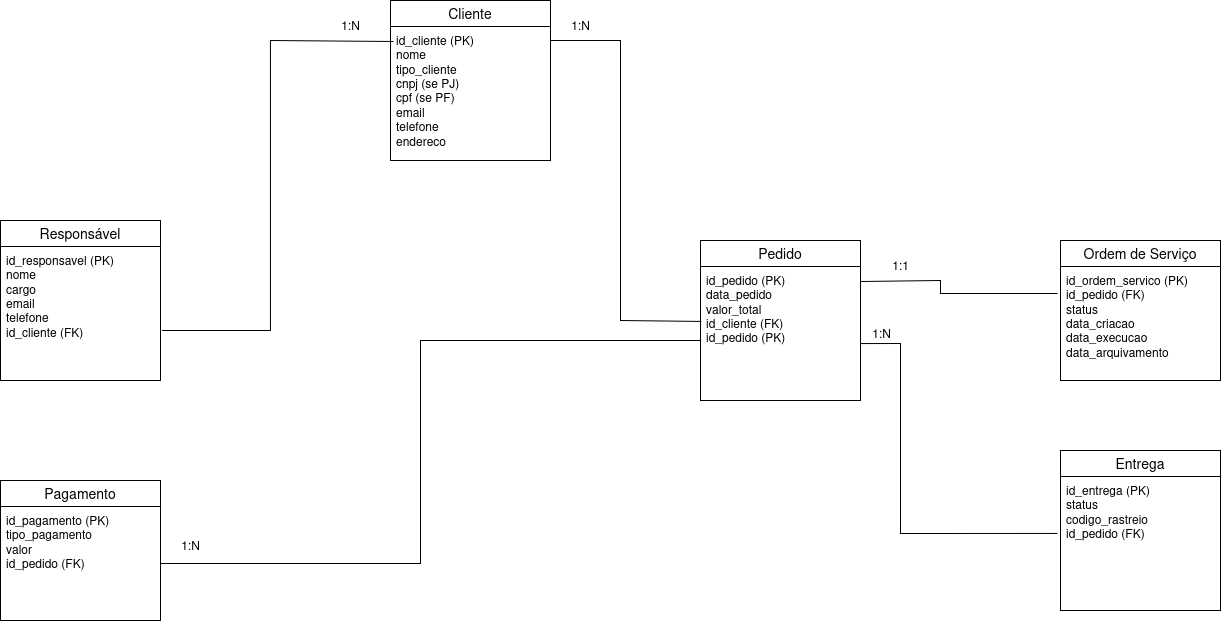 Cliente
1:N
1:N
id_cliente (PK)
nome
tipo_cliente
cnpj (se PJ)
cpf (se PF)
email
telefone
endereco
Responsável
id_responsavel (PK)
nome
cargo
email
telefone
id_cliente (FK)
Pedido
id_pedido (PK)
data_pedido
valor_total
id_cliente (FK)
id_pedido (PK)
1:1
1:N
Ordem de Serviço
id_ordem_servico (PK)
id_pedido (FK)
status
data_criacao
data_execucao
data_arquivamento
Pagamento
id_pagamento (PK)
tipo_pagamento
valor
id_pedido (FK)
1:N
Entrega
id_entrega (PK)
status
codigo_rastreio
id_pedido (FK)